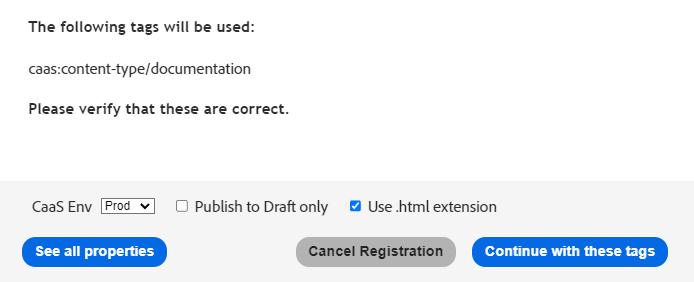 The following tags will be used:
caas:content-type/documentation
Please verify that these are correct.
CaaS Env Prod Publish to Draft only Use .html extension
See all properties Cancel Registration Continue with these tags